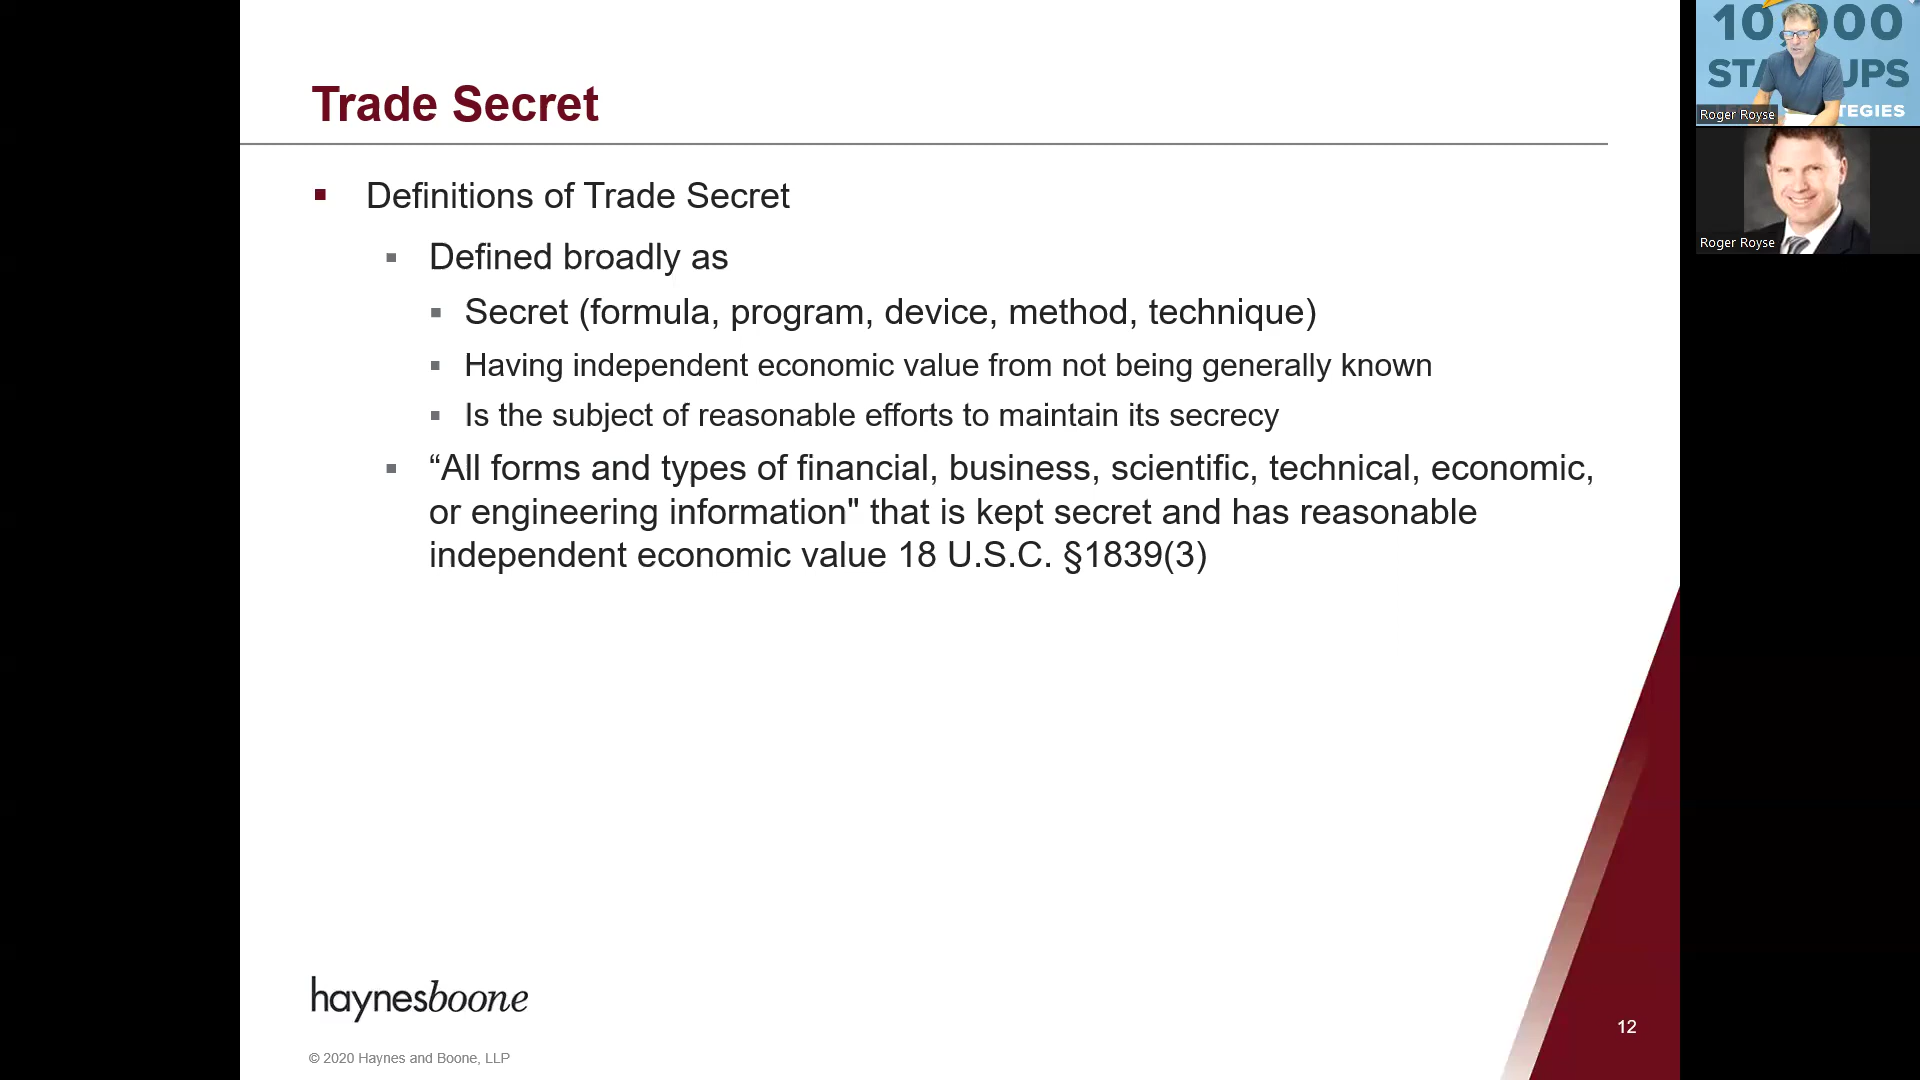 Trade Secret
Definitions of Trade Secret
Defined broadly as
Secret (formula, program, device, method, technique)
Having independent economic value from not being generally known
Is the subject of reasonable efforts to maintain its secrecy
“All forms and types of financial, business, scientific, technical, economic,
or engineering information" that is kept secret and has reasonable
independent economic value 18 U.S.C. §1839(3)
haynesboone
© 2020 Haynes and Boone, LLP
12
Roger Royse
Roger Royse